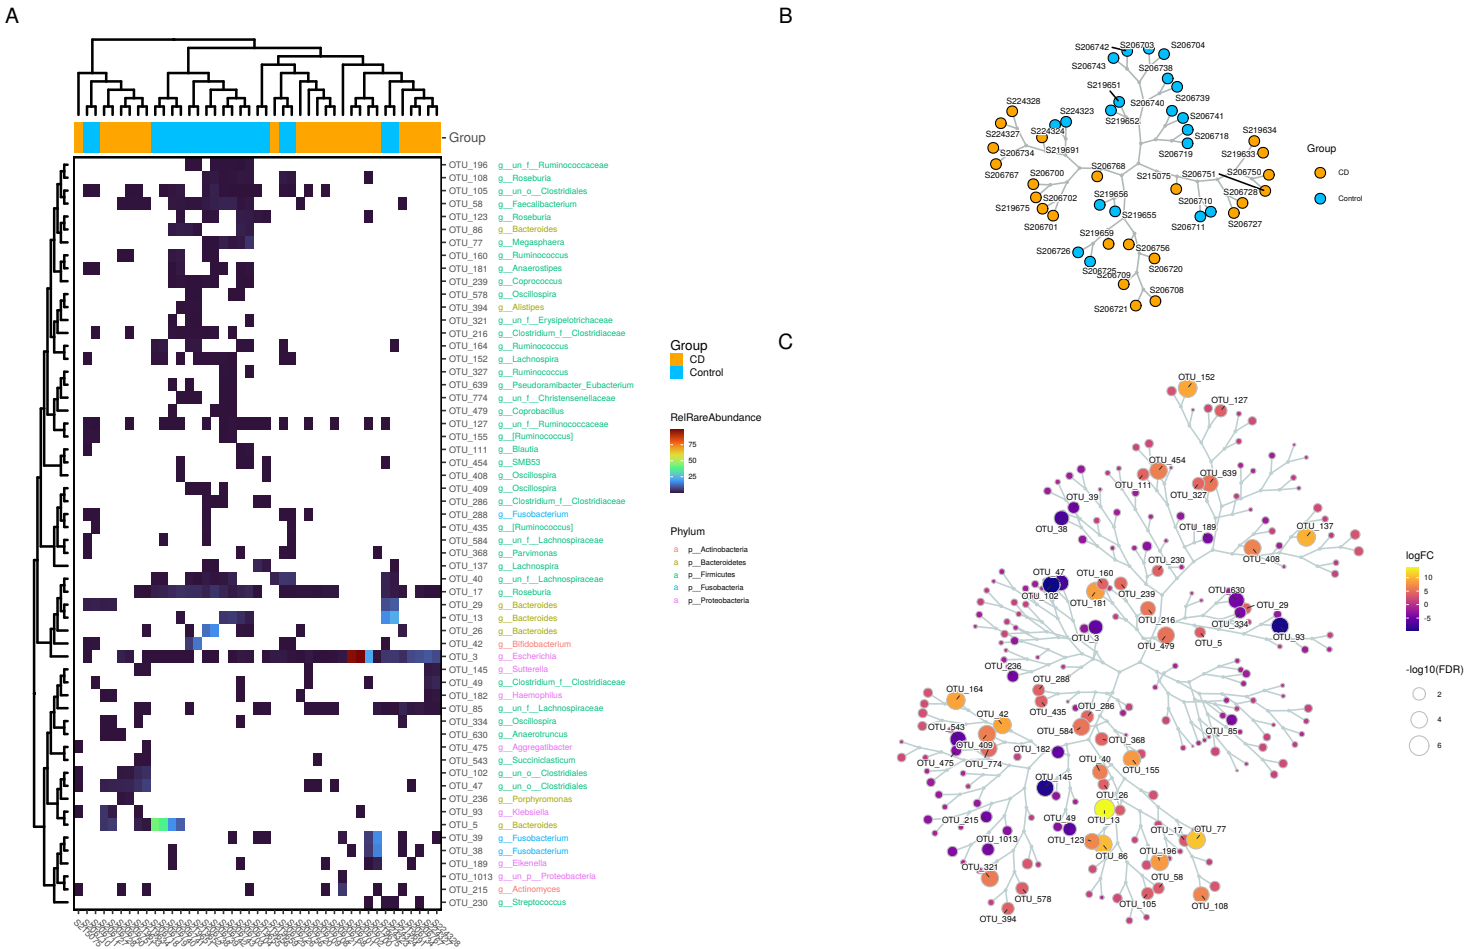 A
Group
OTU_196 g__un_f__Ruminococcaceae
OTU_108 g__Roseburia
OTU_105 g__un_o__Clostridiales
OTU_58 g__Faecalibacterium
OTU_123 g__Roseburia
OTU_86 g__Bacteroides
OTU_77 g__Megasphaera
OTU_160 g__Ruminococcus
OTU_181 g__Anaerostipes
OTU_239 g__Coprococcus
OTU_578 g__Oscillospira
OTU_394 g__Alistipes
OTU_321 g__un_f__Erysipelotrichaceae
OTU_216 g__Clostridium_f__Clostridiaceae
OTU_164 g__Ruminococcus
OTU_152 g__Lachnospira
OTU_327 g__Ruminococcus
OTU_639 g__Pseudoramibacter_Eubacterium
OTU_774 g__un_f__Christensenellaceae
OTU_479 g__Coprobacillus
OTU_127 g__un_f__Ruminococcaceae
OTU_155 g__[Ruminococcus]
OTU_111 g__Blautia
OTU_454 g__SMB53
OTU_408 g__Oscillospira
OTU_409 g__Oscillospira
OTU_286 g__Clostridium_f__Clostridiaceae
OTU_288 g__Fusobacterium
OTU_435 g__[Ruminococcus]
OTU_584 g__un_f__Lachnospiraceae
OTU_368 g__Parvimonas
OTU_137 g__Lachnospira
OTU_40 g__un_f__Lachnospiraceae
OTU_17 g__Roseburia
OTU_29 g__Bacteroides
OTU_13 g__Bacteroides
OTU_26 g__Bacteroides
OTU_42 g__Bifidobacterium
OTU_3 g__Escherichia
OTU_145 g__Sutterella
OTU_49 g__Clostridium_f__Clostridiaceae
OTU_182 g__Haemophilus
OTU_85 g__un_f__Lachnospiraceae
OTU_334 g__Oscillospira
OTU_630 g__Anaerotruncus
OTU_475 g__Aggregatibacter
OTU_543 g__Succiniclasticum
OTU_102 g__un_o__Clostridiales
OTU_47 g__un_o__Clostridiales
OTU_236 g__Porphyromonas
OTU_93 g__Klebsiella
OTU_5 g__Bacteroides
OTU_39 g__Fusobacterium
OTU_38 g__Fusobacterium
OTU_189 g__Eikenella
OTU_1013 g__un_p__Proteobacteria
OTU_215 g__Actinomyces
OTU_230 g__Streptococcus
Group
CD
Control
RelRareAbundance
75
50
25
Phylum
a p__Actinobacteria
a p__Bacteroidetes
a p__Firmicutes
a p__Fusobacteria
a p__Proteobacteria
B
S206742
S206703
S206704
S206743
S206738
S219651
S224328
S224323
S206740
S206739
S219652
S206741
S224327
S224324
S206718
S219634
S206734
S219691
S206719
S219633
S206767
S206700
S206768
S215075
S206751
S206750
S219675
S206702
S219656
S206728
S206701
S219655
S206710
S206711
S206727
S219659
S206726
S206756
S206725
S206709
S206720
S206708
S206721
Group
CD
Control
C
OTU_152
OTU_127
OTU_454
OTU_639
OTU_111
OTU_327
OTU_39
OTU_38
OTU_189
OTU_137
OTU_408
OTU_230
OTU_47
OTU_160
OTU_102
OTU_181
OTU_239
OTU_630
OTU_29
OTU_216
OTU_334
OTU_3
OTU_479
OTU_5
OTU_93
OTU_236
OTU_288
OTU_164
OTU_435
OTU_286
OTU_42
OTU_543
OTU_584
OTU_85
OTU_409
OTU_182
OTU_368
OTU_475
OTU_774
OTU_40
OTU_155
OTU_145
OTU_26
OTU_215
OTU_49
OTU_13
OTU_1013
OTU_123
OTU_17
OTU_77
OTU_86
OTU_196
OTU_321
OTU_58
OTU_578
OTU_105
OTU_108
OTU_394
logFC
10
5
0
-5
-log10(FDR)
2
4
6